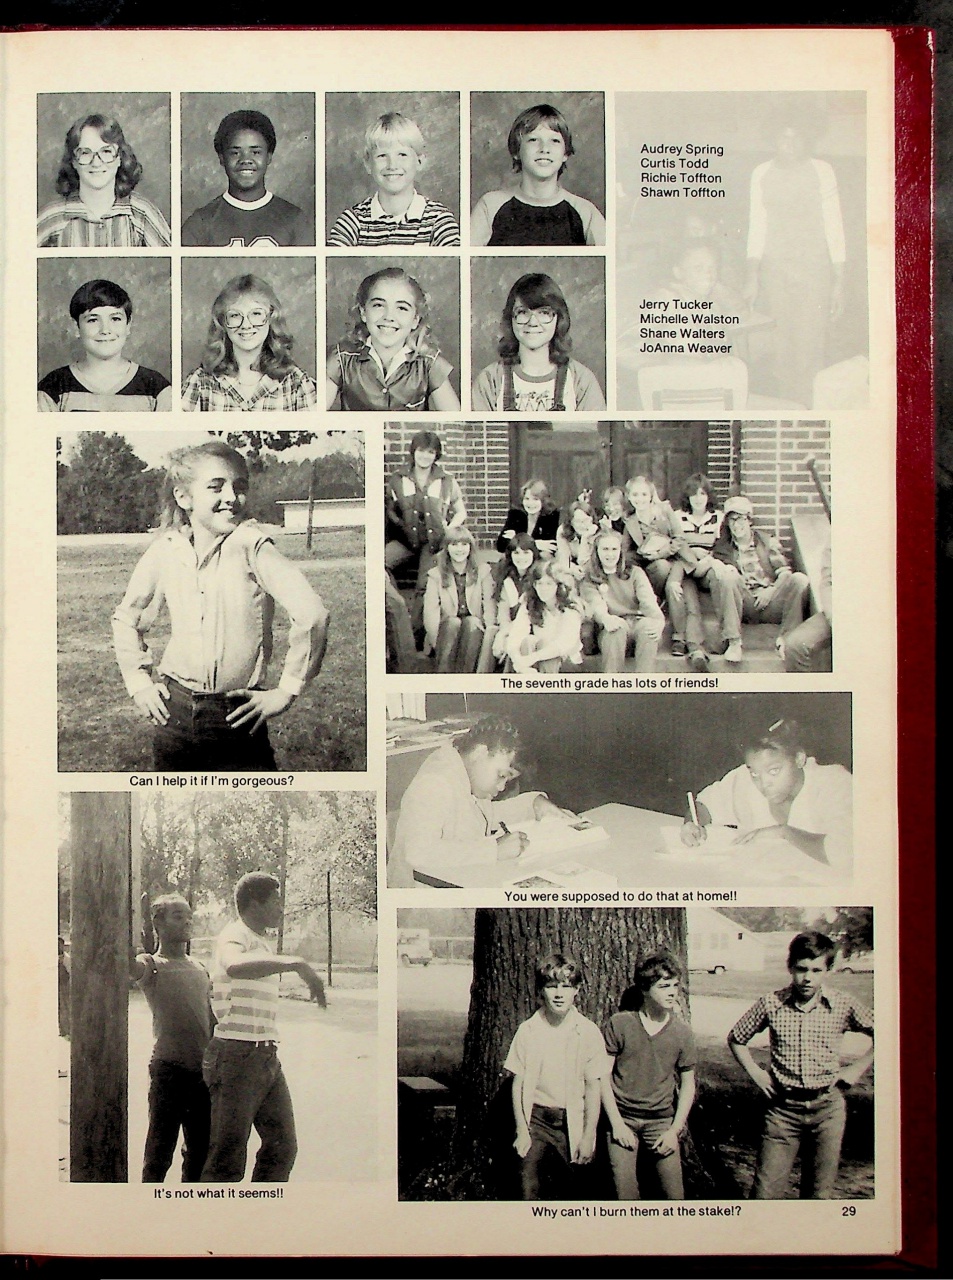 Audrey Spring
Curtis Todd
Richie Toffton
Shawn Toffton
Jerry Tucker
Michelle Walston
Shane Walters
JoAnna Weaver
The seventh grade has lots of friends!
Can I help it if I'm gorgeous?
You were supposed to do that at home!!
It's not what it seems!!
Why can't I burn them at the stake!?
29